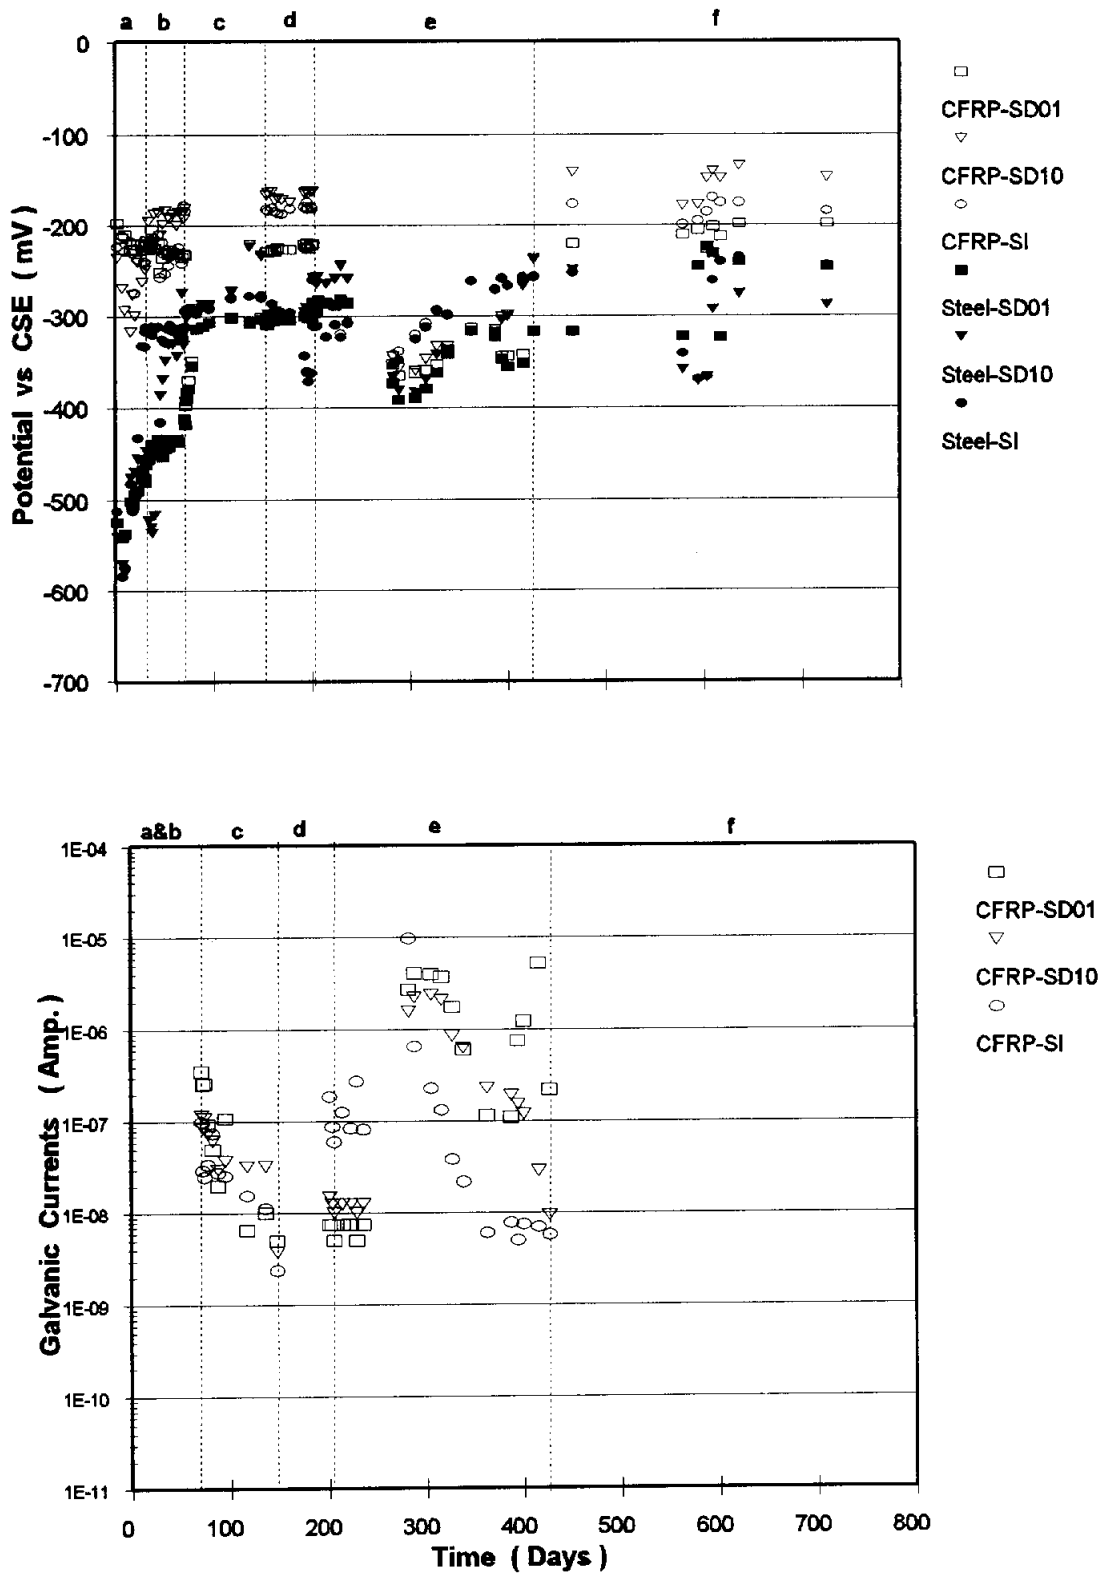 a b c d e f
0
-100
-200
-300
-400
-500
-600
-700
Potential vs CSE ( mV )
CFRP-SD01
CFRP-SD10
CFRP-SI
Steel-SD01
Steel-SD10
Steel-SI
a&b c d e f
1E-04
1E-05
1E-06
1E-07
1E-08
1E-09
1E-10
1E-11
Galvanic Currents ( Amp. )
CFRP-SD01
CFRP-SD10
CFRP-SI
0 100 200 300 400 500 600 700 800
Time ( Days )